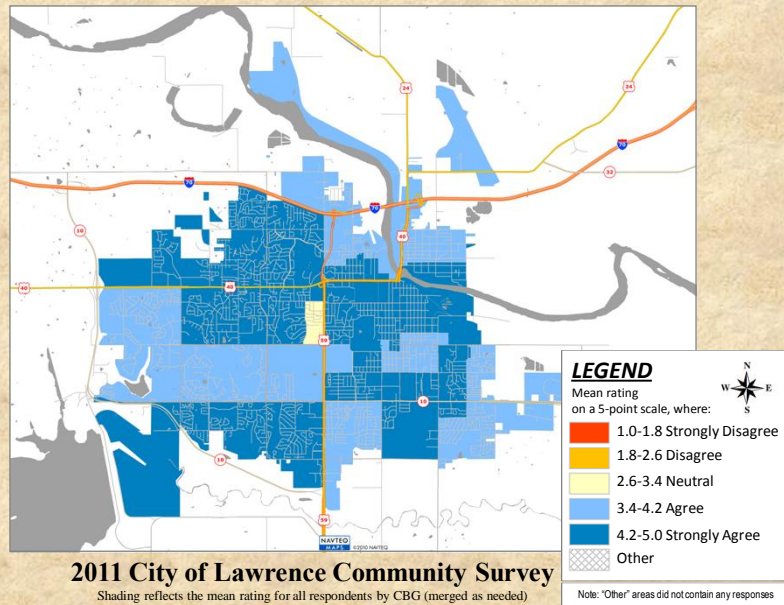 24
24
70
70
32
70
10
40
40
40
59
10
10
59
NAVTEQ
MAPS
©2010 NAVTEQ
LEGEND
Mean rating
on a 5-point scale, where:
N
W E
S
1.0-1.8 Strongly Disagree
1.8-2.6 Disagree
2.6-3.4 Neutral
3.4-4.2 Agree
4.2-5.0 Strongly Agree
Other
2011 City of Lawrence Community Survey
Shading reflects the mean rating for all respondents by CBG (merged as needed)
Note: "Other" areas did not contain any responses